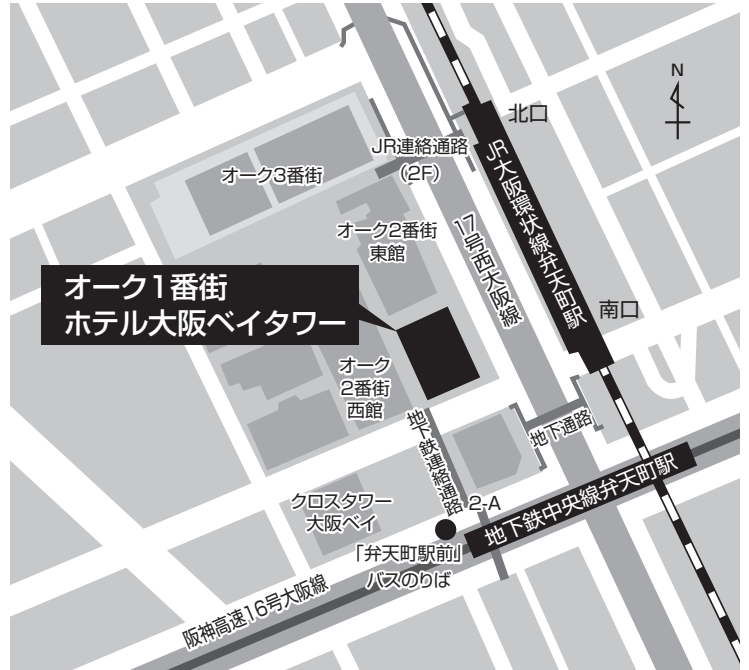 N
北口
JR連絡通路
（2F）
オーク3番街
JR大阪環状線弁天町駅
オーク2番街
東館
17号西大阪線
オーク1番街
ホテル大阪ベイタワー
南口
オーク
2番街
西館
地下鉄連絡通路
地下通路
地下鉄中央線弁天町駅
クロスタワー
大阪ベイ
2-A
「弁天町駅前」
バスのりば
阪神高速16号大阪線